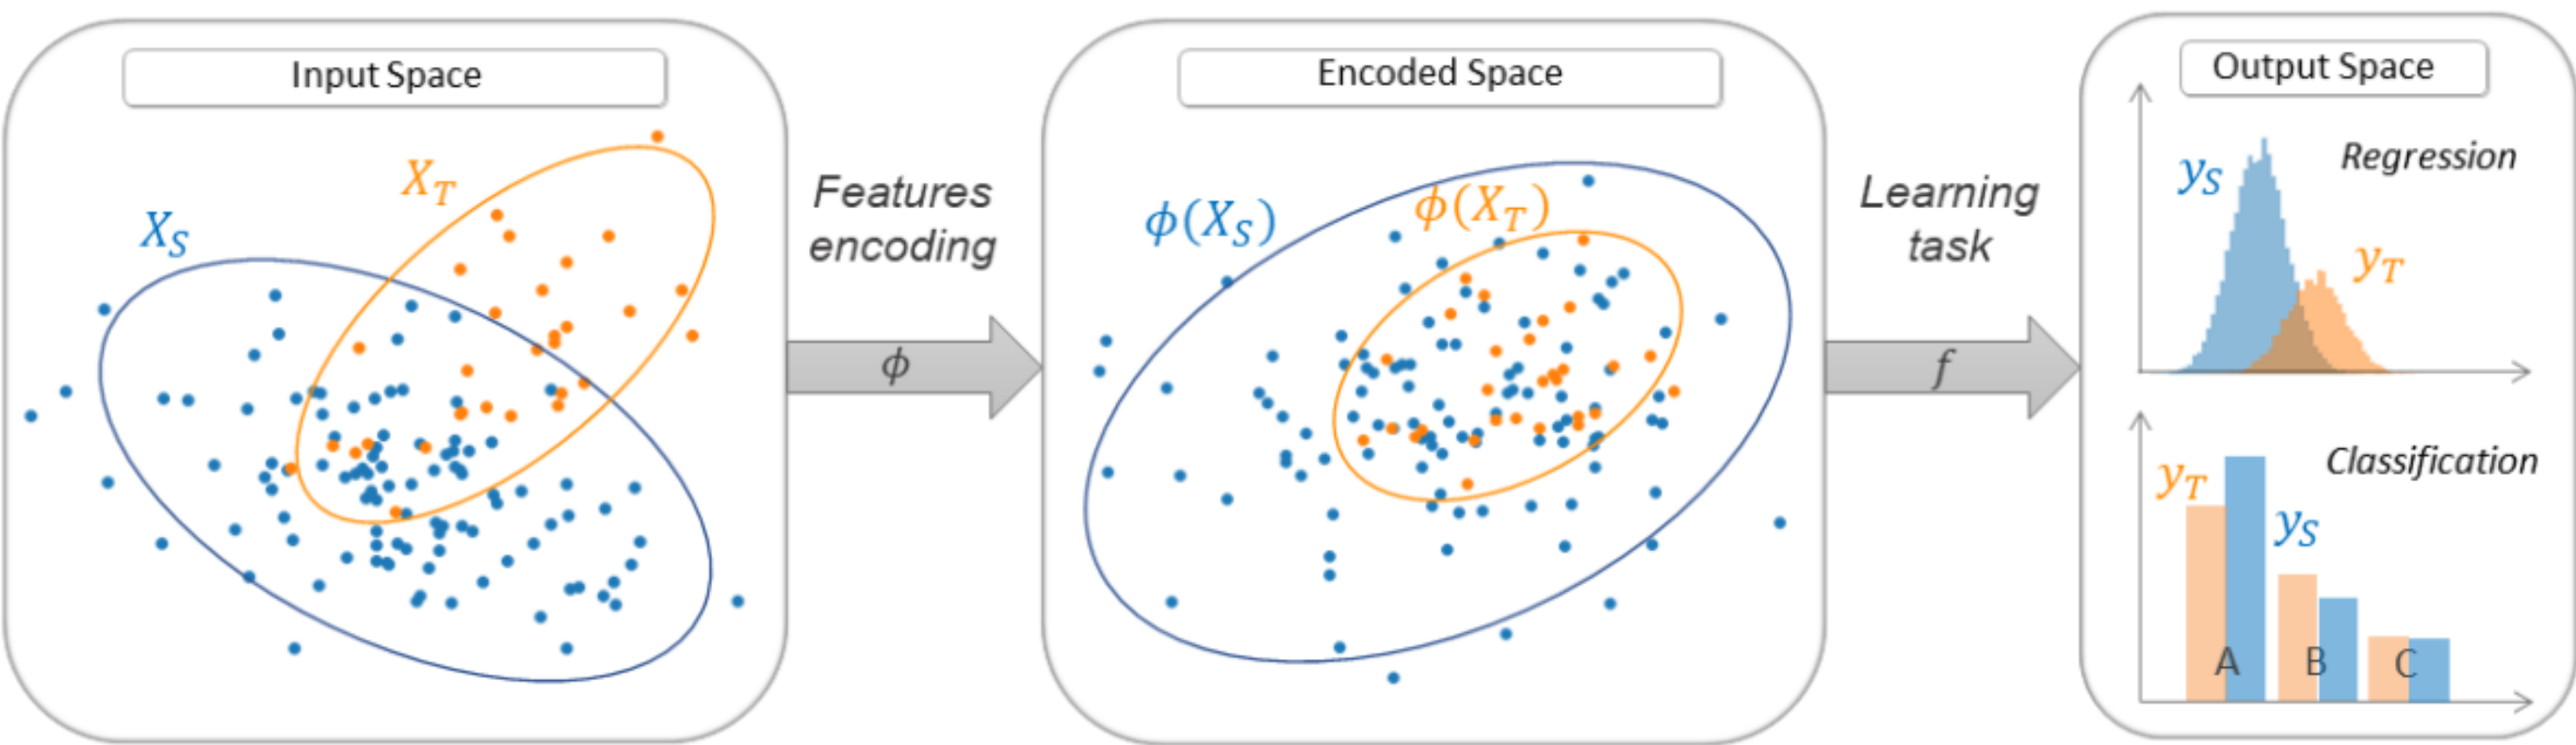 Input Space
X_T
X_S
Features
encoding
ϕ
Encoded Space
ϕ(X_S)
ϕ(X_T)
Learning
task
f
Output Space
Regression
y_S
y_T
Classification
y_T
y_S
A
B
C